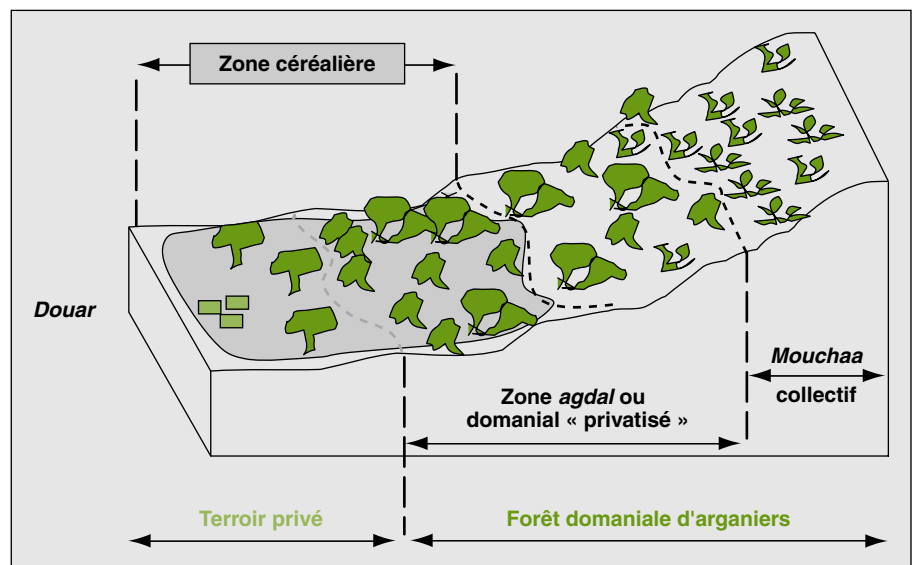 Zone céréalière
Douar
Mouchaa
collectif
Zone agdal ou
domanial « privatisé »
Terroir privé
Forêt domaniale d'arganiers